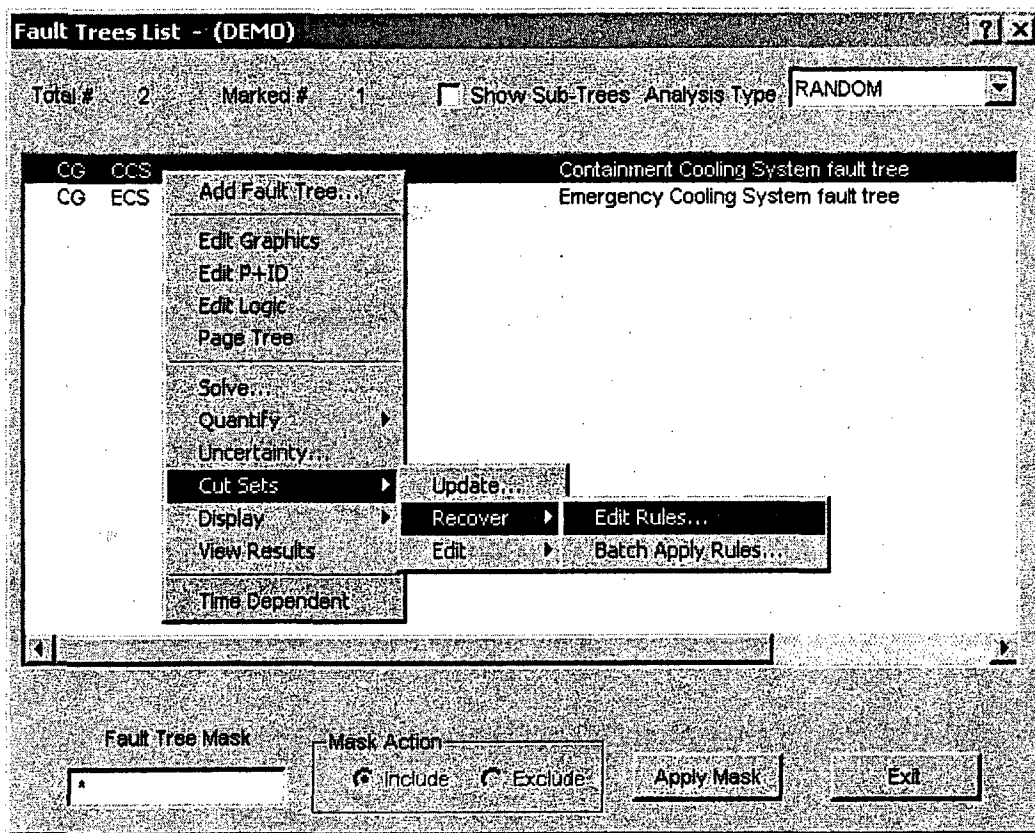 Fault Trees List - (DEMO)
Total # 2 Marked # 1 Show Sub-Trees Analysis Type RANDOM
CG CCS Containment Cooling System fault tree
CG ECS Emergency Cooling System fault tree
Add Fault Tree...
Edit Graphics
Edit P+ID
Edit Logic
Page Tree
Solve...
Quantify
Uncertainty...
Cut Sets
Display
View Results
Time Dependent
Update...
Recover
Edit
Edit Rules...
Batch Apply Rules...
Fault Tree Mask
*
Mask Action
Include Exclude
Apply Mask
Exit